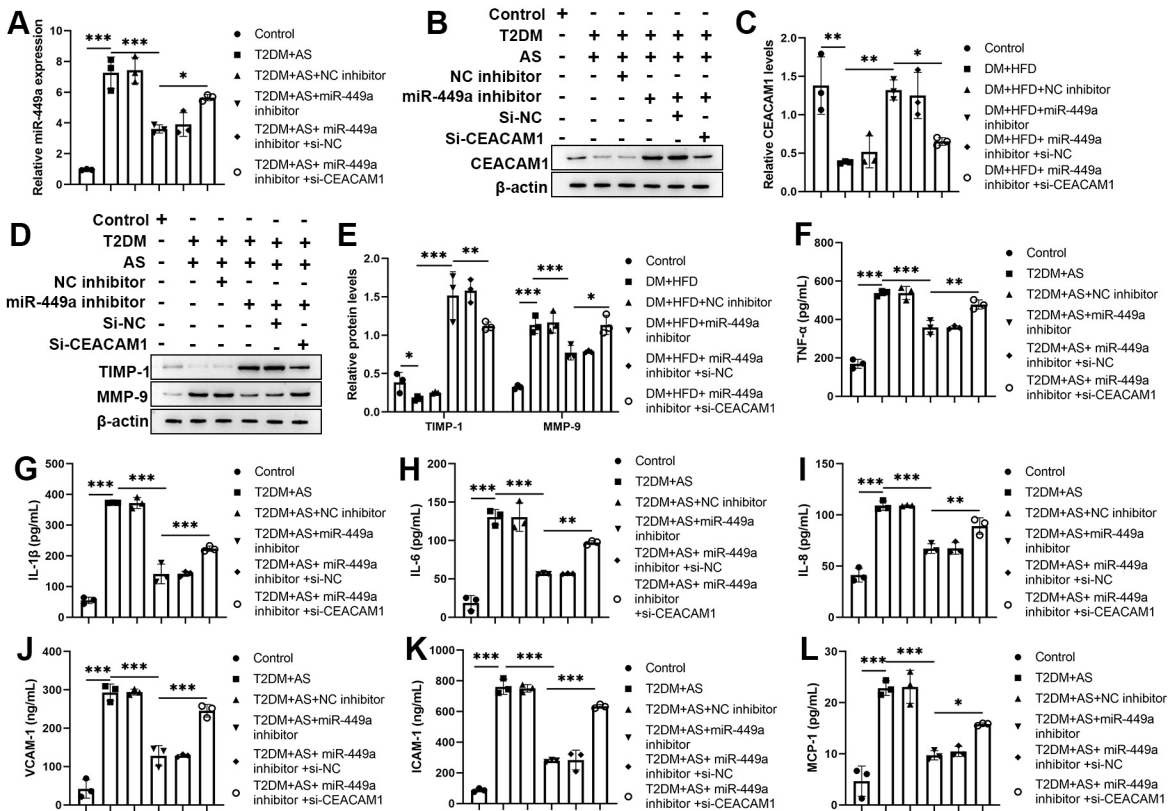 A
Relative miR-449a expression
10
8
6
4
2
0
***
***
*
Control
T2DM+AS
T2DM+AS+NC inhibitor
T2DM+AS+miR-449a
inhibitor
T2DM+AS+ miR-449a
inhibitor +si-NC
T2DM+AS+ miR-449a
inhibitor +si-CEACAM1
B
Control + - - - - -
T2DM - + + + + +
AS - + + + + +
NC inhibitor - - + - - -
miR-449a inhibitor - - - + + +
Si-NC - - - - + -
Si-CEACAM1 - - - - - +
CEACAM1
β-actin
C
Relative CEACAM1 levels
2.0
1.5
1.0
0.5
0.0
**
**
*
Control
DM+HFD
DM+HFD+NC inhibitor
DM+HFD+miR-449a
inhibitor
DM+HFD+ miR-449a
inhibitor +si-NC
DM+HFD+ miR-449a
inhibitor +si-CEACAM1
D
Control + - - - - -
T2DM - + + + + +
AS - + + + + +
NC inhibitor - - + - - -
miR-449a inhibitor - - - + + +
Si-NC - - - - + -
Si-CEACAM1 - - - - - +
TIMP-1
MMP-9
β-actin
E
Relative protein levels
2.0
1.5
1.0
0.5
0.0
*
***
**
***
***
*
TIMP-1 MMP-9
Control
DM+HFD
DM+HFD+NC inhibitor
DM+HFD+miR-449a
inhibitor
DM+HFD+ miR-449a
inhibitor +si-NC
DM+HFD+ miR-449a
inhibitor +si-CEACAM1
F
TNF-α (pg/mL)
800
600
400
200
0
***
***
**
Control
T2DM+AS
T2DM+AS+NC inhibitor
T2DM+AS+miR-449a
inhibitor
T2DM+AS+ miR-449a
inhibitor +si-NC
T2DM+AS+ miR-449a
inhibitor +si-CEACAM1
G
IL-1β (pg/mL)
500
400
300
200
100
0
***
***
***
Control
T2DM+AS
T2DM+AS+NC inhibitor
T2DM+AS+miR-449a
inhibitor
T2DM+AS+ miR-449a
inhibitor +si-NC
T2DM+AS+ miR-449a
inhibitor +si-CEACAM1
H
IL-6 (pg/mL)
150
100
50
0
***
***
**
Control
T2DM+AS
T2DM+AS+NC inhibitor
T2DM+AS+miR-449a
inhibitor
T2DM+AS+ miR-449a
inhibitor +si-NC
T2DM+AS+ miR-449a
inhibitor
+si-CEACAM1
I
IL-8 (pg/mL)
150
100
50
0
***
***
**
Control
T2DM+AS
T2DM+AS+NC inhibitor
T2DM+AS+miR-449a
inhibitor
T2DM+AS+ miR-449a
inhibitor +si-NC
T2DM+AS+ miR-449a
inhibitor +si-CEACAM1
J
VCAM-1 (ng/mL)
400
300
200
100
0
***
***
***
Control
T2DM+AS
T2DM+AS+NC inhibitor
T2DM+AS+miR-449a
inhibitor
T2DM+AS+ miR-449a
inhibitor +si-NC
T2DM+AS+ miR-449a
inhibitor +si-CEACAM1
K
ICAM-1 (ng/mL)
1000
800
600
400
200
0
***
***
***
Control
T2DM+AS
T2DM+AS+NC inhibitor
T2DM+AS+miR-449a
inhibitor
T2DM+AS+ miR-449a
inhibitor +si-NC
T2DM+AS+ miR-449a
inhibitor +si-CEACAM1
L
MCP-1 (pg/mL)
30
20
10
0
***
***
*
Control
T2DM+AS
T2DM+AS+NC inhibitor
T2DM+AS+miR-449a
inhibitor
T2DM+AS+ miR-449a
inhibitor +si-NC
T2DM+AS+ miR-449a
inhibitor +si-CEACAM1